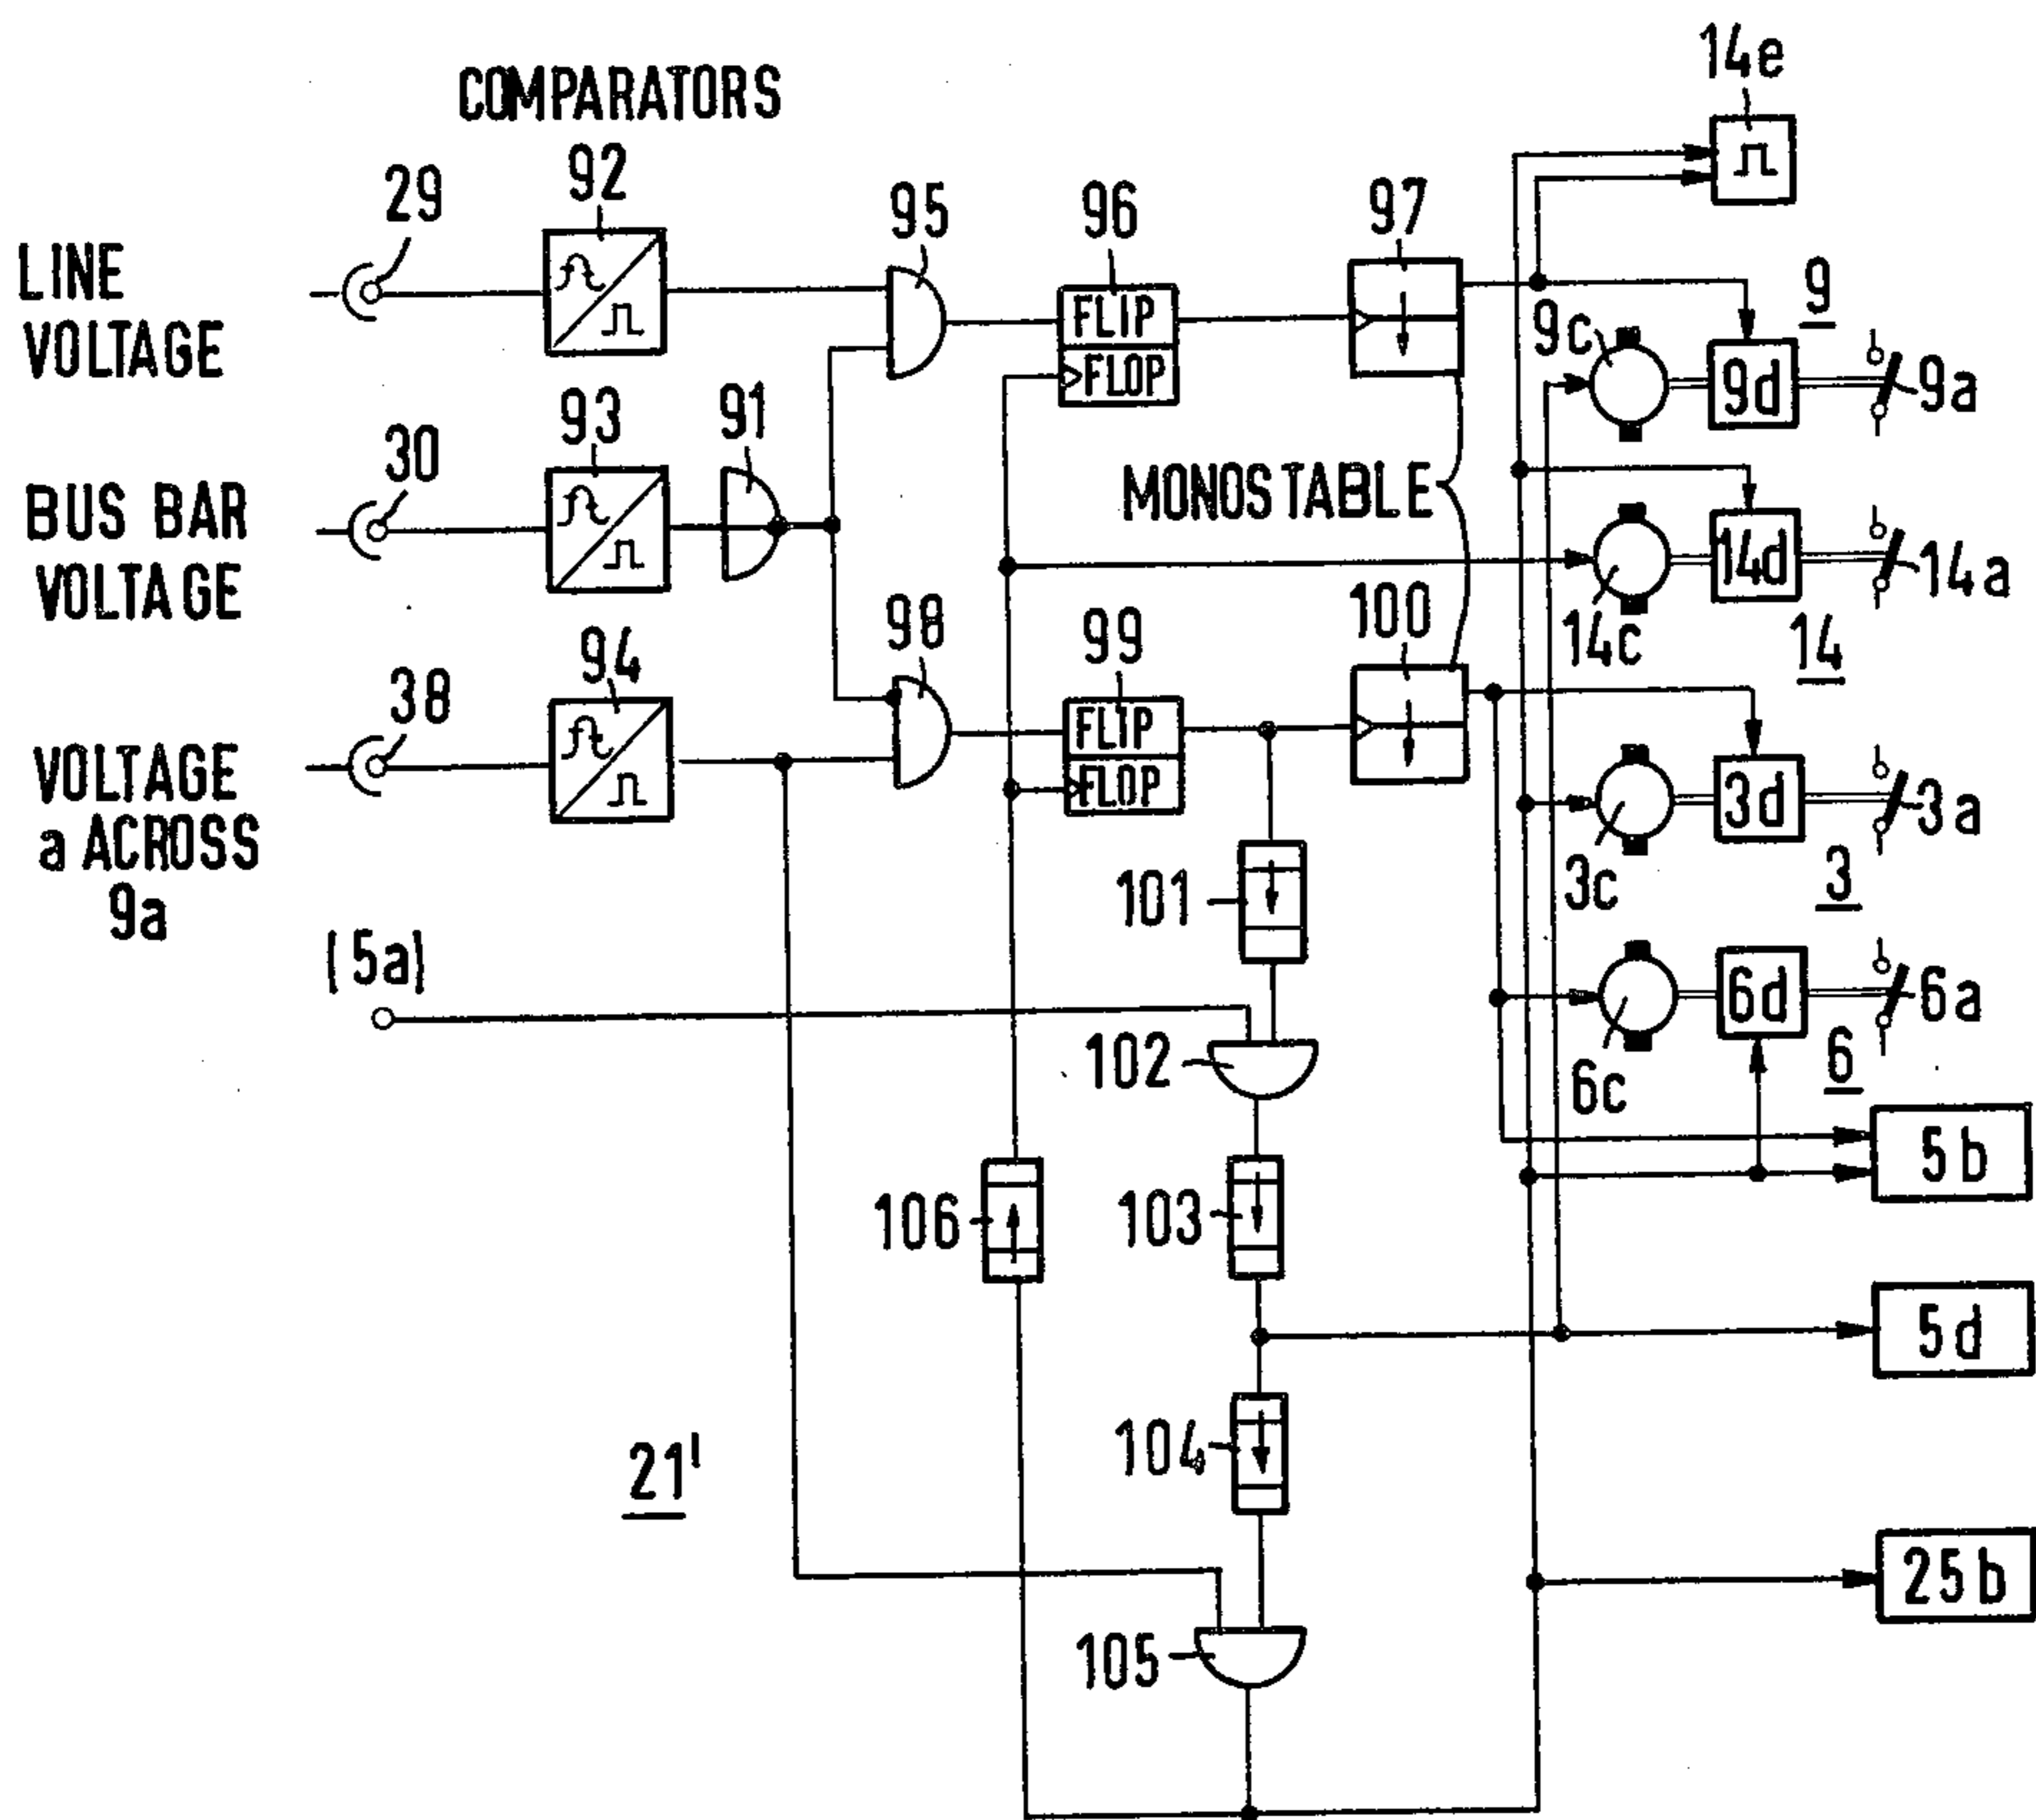 14e
COMPARATORS
92
29
95
96
97
LINE
VOLTAGE
FLIP
FLOP
9
9c
9d
9a
93
91
30
MONOSTABLE
BUS BAR
VOLTAGE
14d
14a
14c
14
98
99
100
94
38
FLIP
FLOP
VOLTAGE
a ACROSS
9a
3d
3a
3c
3
101
(5a)
102
6d
6a
6c
6
5b
106
103
5d
104
21'
25b
105